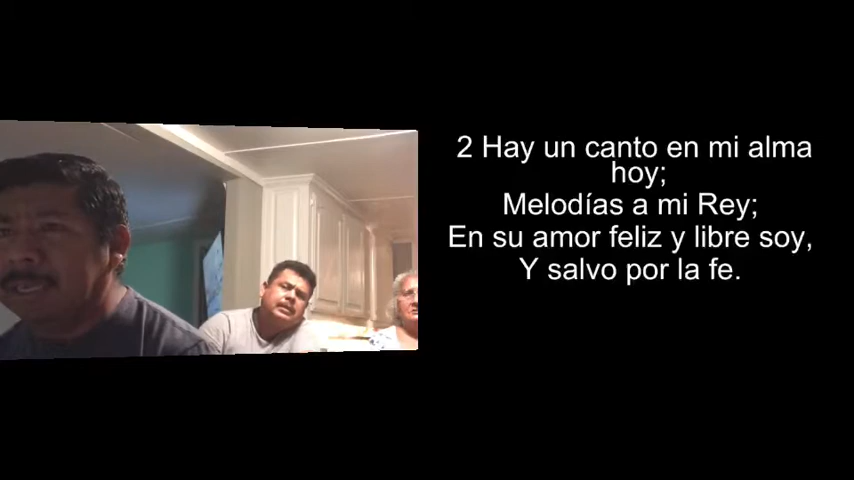 2 Hay un canto en mi alma
hoy;
Melodías a mi Rey;
En su amor feliz y libre soy,
Y salvo por la fe.